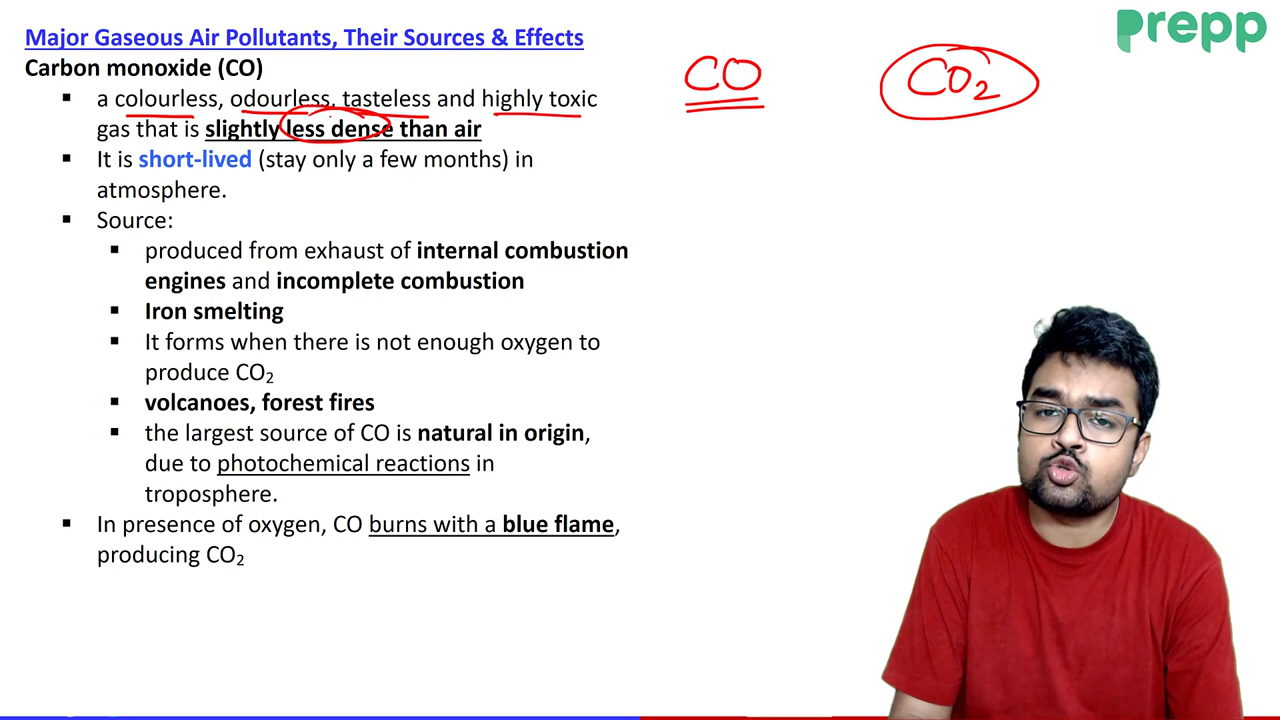 Major Gaseous Air Pollutants, Their Sources & Effects
Prepp
Carbon monoxide (CO)
CO
CO₂
▪ a colourless, odourless, tasteless and highly toxic
gas that is slightly less dense than air
▪ It is short-lived (stay only a few months) in
atmosphere.
▪ Source:
▪ produced from exhaust of internal combustion
engines and incomplete combustion
▪ Iron smelting
▪ It forms when there is not enough oxygen to
produce CO₂
▪ volcanoes, forest fires
▪ the largest source of CO is natural in origin,
due to photochemical reactions in
troposphere.
▪ In presence of oxygen, CO burns with a blue flame,
producing CO₂